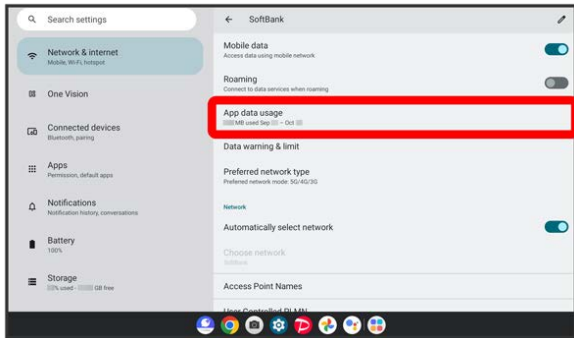 Search settings
Network & internet
Mobile, Wi-Fi, hotspot
One Vision
Connected devices
Bluetooth, pairing
Apps
Permission, default apps
Notifications
Notification history, conversations
Battery
100%
Storage
% used - GB free
SoftBank
Mobile data
Access data using mobile network
Roaming
Connect to data services when roaming
App data usage
MB used Sep – Oct
Data warning & limit
Preferred network type
Preferred network mode: 5G/4G/3G
Network
Automatically select network
Choose network
SoftBank
Access Point Names
User Controlled PLMN